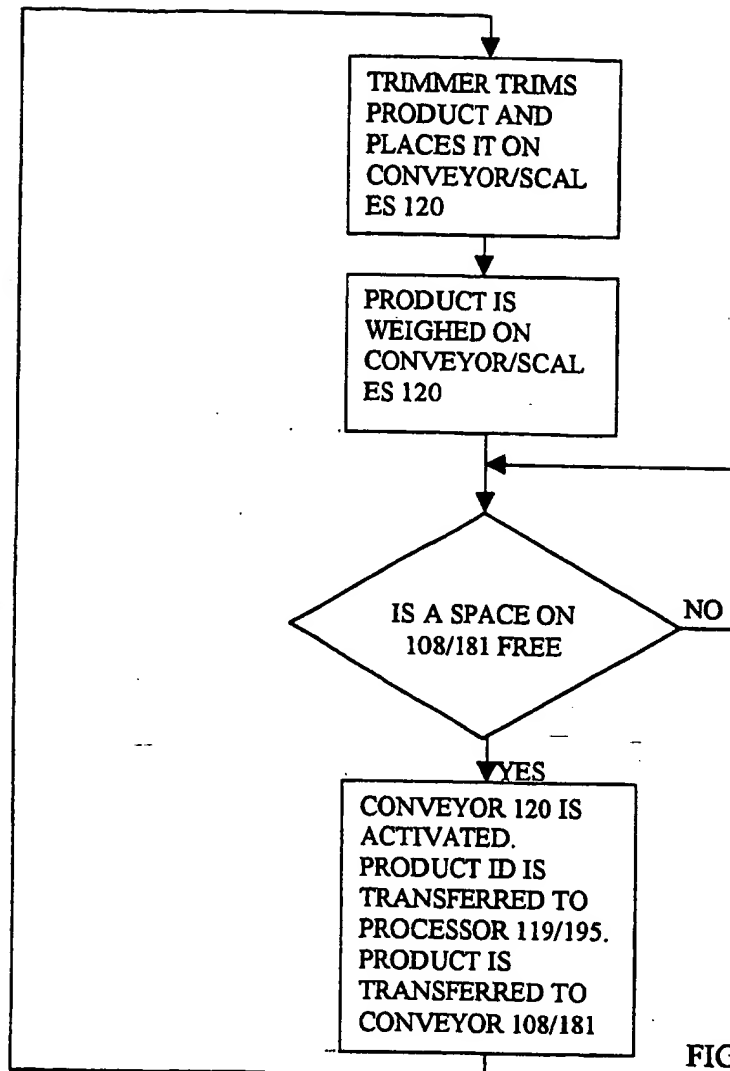 TRIMMER TRIMS
PRODUCT AND
PLACES IT ON
CONVEYOR/SCAL
ES 120
PRODUCT IS
WEIGHED ON
CONVEYOR/SCAL
ES 120
IS A SPACE ON
108/181 FREE
NO
YES
CONVEYOR 120 IS
ACTIVATED.
PRODUCT ID IS
TRANSFERRED TO
PROCESSOR 119/195.
PRODUCT IS
TRANSFERRED TO
CONVEYOR 108/181
FIG